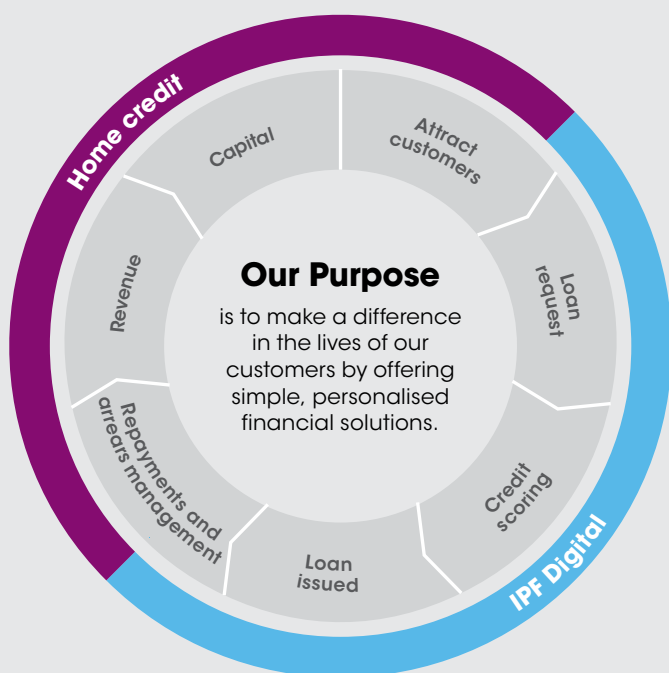 Home credit
IPF Digital
Capital
Attract
customers
Loan
request
Credit
scoring
Loan
issued
Repayments and
arrears management
Revenue
Our Purpose
is to make a difference
in the lives of our
customers by offering
simple, personalised
financial solutions.